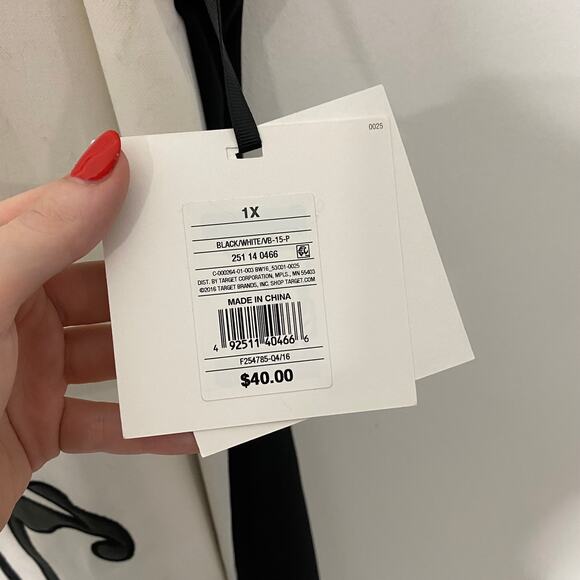 0025
1X
BLACK/WHITE/VB-15-P
251 14 0466
C-000264-01-003 BW16_53001-0025
DIST. BY TARGET CORPORATION, MPLS., MN 55403
©2016 TARGET BRANDS, INC. SHOP TARGET.COM
MADE IN CHINA
4 92511 40466 6
F254785-Q4/16
$40.00